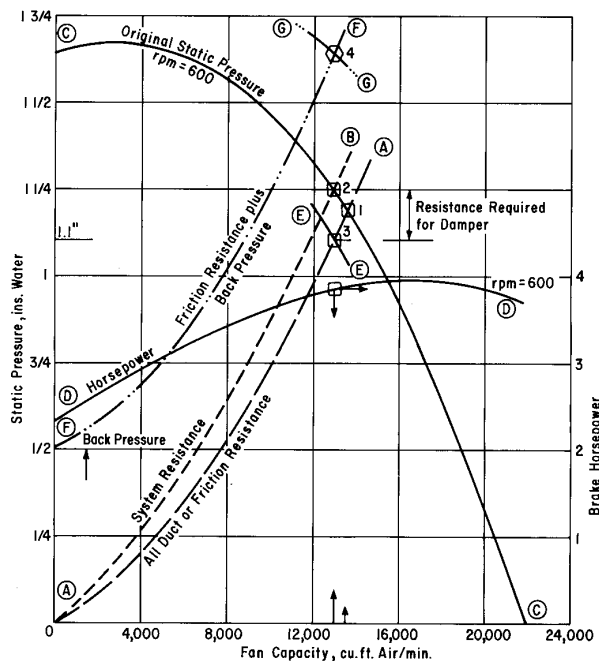 1 3/4
C
Original Static Pressure
rpm = 600
G
F
4
G
1 1/2
B
A
1 1/4
2
1
E
3
Resistance Required
for Damper
1.1"
Friction Resistance plus
Back Pressure
E
1
4
rpm = 600
D
Static Pressure, ins. Water
3/4
3
D
Horsepower
F
Back Pressure
1/2
2
System Resistance
All Duct or Friction Resistance
Brake Horsepower
1/4
1
A
C
0
4,000
8,000
12,000
16,000
20,000
24,000
Fan Capacity, cu. ft. Air/min.